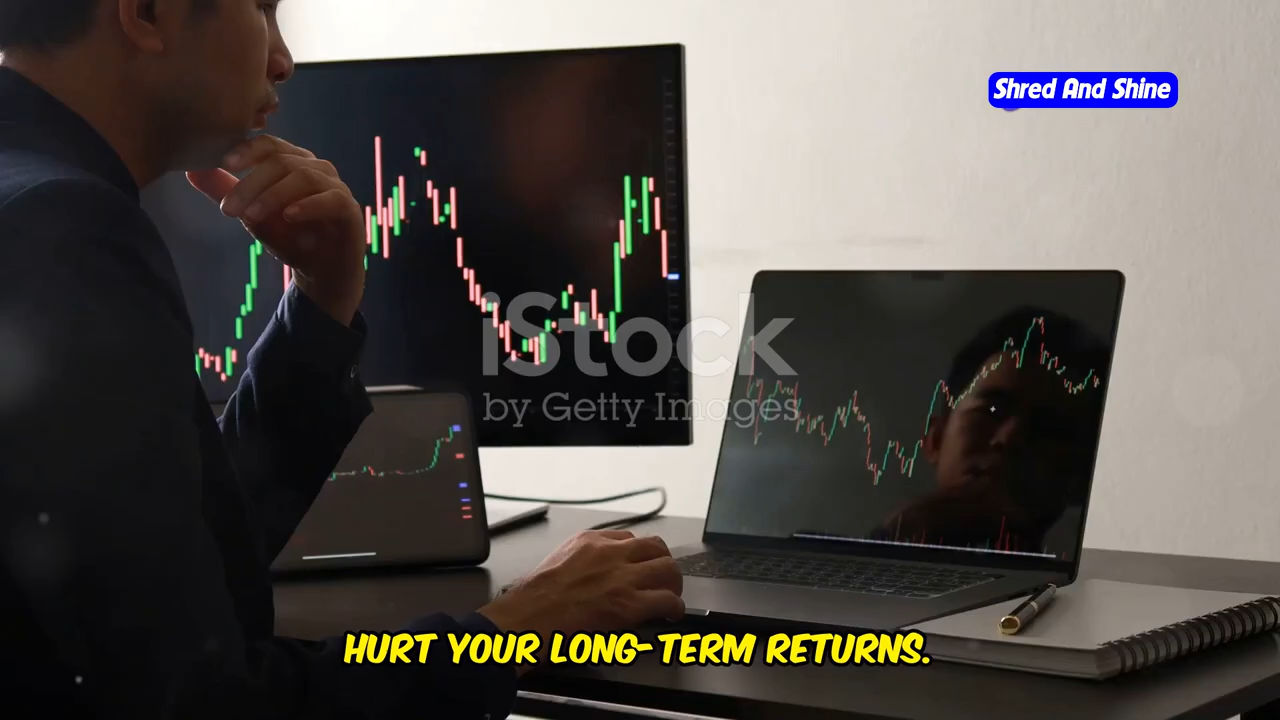 Shred And Shine
iStock
by Getty Images
HURT YOUR LONG-TERM RETURNS.